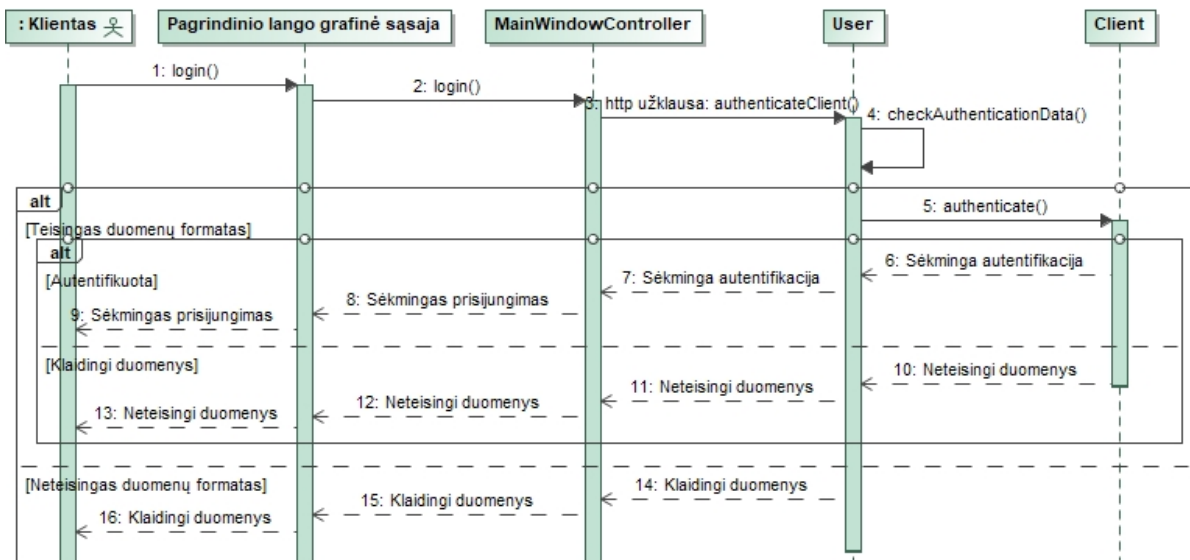 : Klientas
Pagrindinio lango grafinė sąsaja
MainWindowController
User
Client
1: login()
2: login()
3: http užklausa: authenticateClient()
4: checkAuthenticationData()
alt
[Teisingas duomenų formatas]
5: authenticate()
alt
[Autentifikuota]
6: Sėkminga autentifikacija
7: Sėkminga autentifikacija
8: Sėkmingas prisijungimas
9: Sėkmingas prisijungimas
[Klaidingi duomenys]
10: Neteisingi duomenys
11: Neteisingi duomenys
12: Neteisingi duomenys
13: Neteisingi duomenys
[Neteisingas duomenų formatas]
14: Klaidingi duomenys
15: Klaidingi duomenys
16: Klaidingi duomenys